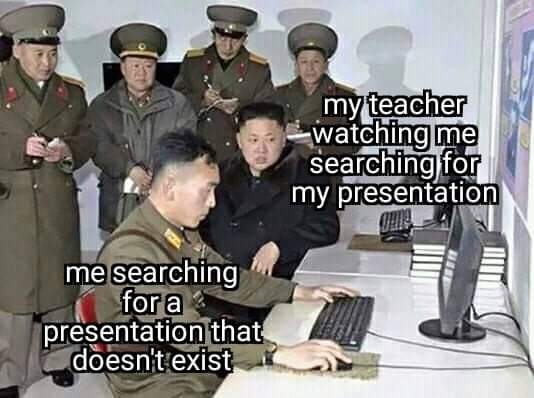 my teacher
watching me
searching for
my presentation
me searching
for a
presentation that
doesn't exist